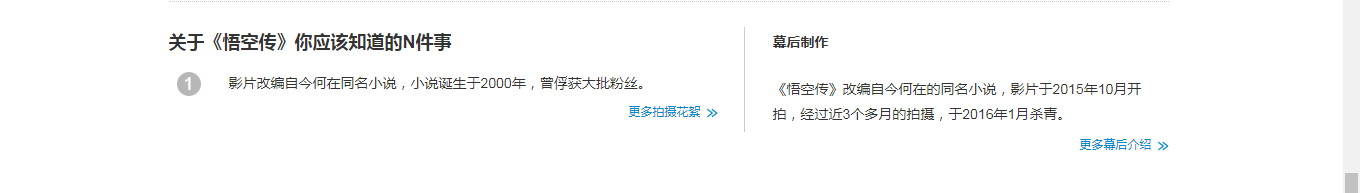 关于《悟空传》你应该知道的N件事
1
影片改编自今何在同名小说，小说诞生于2000年，曾俘获大批粉丝。
更多拍摄花絮
幕后制作
《悟空传》改编自今何在的同名小说，影片于2015年10月开
拍，经过近3个多月的拍摄，于2016年1月杀青。
更多幕后介绍